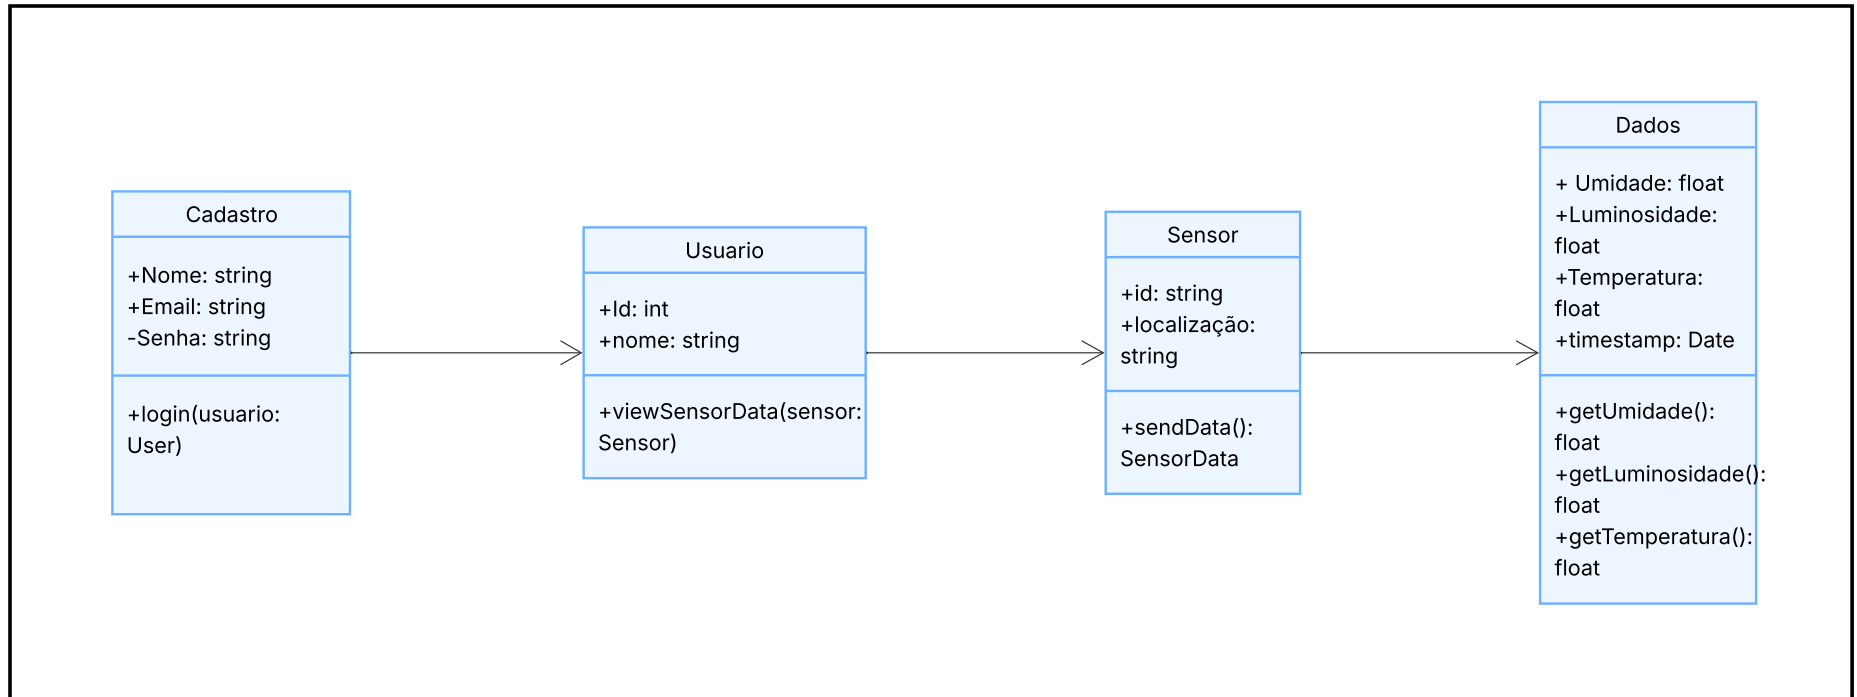 Cadastro
+Nome: string
+Email: string
-Senha: string
+login(usuario:
User)
Usuario
+Id: int
+nome: string
+viewSensorData(sensor:
Sensor)
Sensor
+id: string
+localização:
string
+sendData():
SensorData
Dados
+ Umidade: float
+Luminosidade:
float
+Temperatura:
float
+timestamp: Date
+getUmidade():
float
+getLuminosidade():
float
+getTemperatura():
float